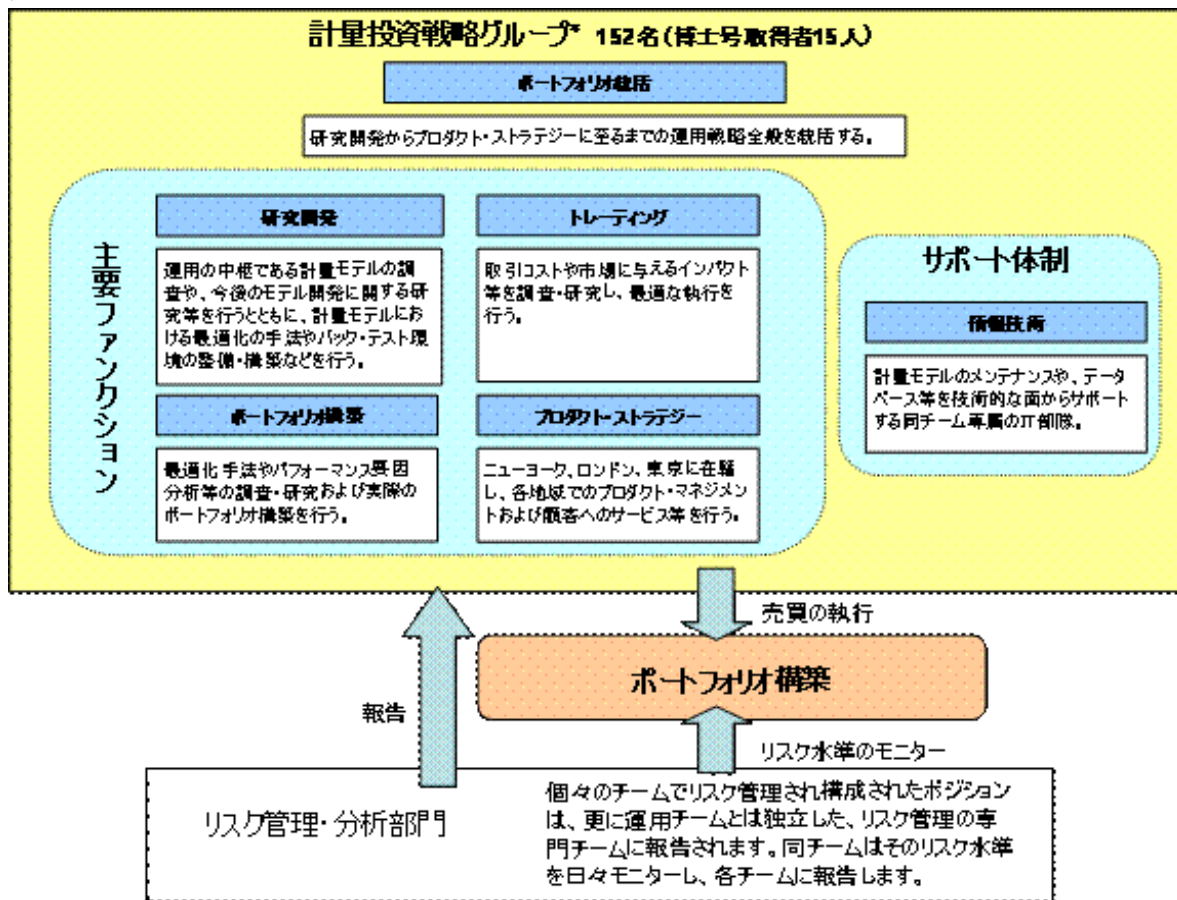 計量投資戦略グループ* 152名(博士号取得者15人)
ポートフォリオ統括
研究開発からプロダクト・ストラテジーに至るまでの運用戦略全般を統括する。
主要ファンクション
研究開発
運用の中枢である計量モデルの調
査や、今後のモデル開発に関する研
究等を行うとともに、計量モデルにお
ける最適化の手法やバック・テスト環
境の整備・構築などを行う。
トレーディング
取引コストや市場に与えるインパクト
等を調査・研究し、最適な執行を
行う。
ポートフォリオ構築
最適化手法やパフォーマンス要因
分析等の調査・研究および実際の
ポートフォリオ構築を行う。
プロダクト・ストラテジー
ニューヨーク、ロンドン、東京に在籍
し、各地域でのプロダクト・マネジメン
トおよび顧客へのサービス等を行う。
サポート体制
情報技術
計量モデルのメンテナンスや、データ
ベース等を技術的な面からサポート
する同チーム専属のIT部隊。
売買の執行
ポートフォリオ構築
報告
リスク水準のモニター
リスク管理・分析部門
個々のチームでリスク管理され構成されたポジション
は、更に運用チームとは独立した、リスク管理の専
門チームに報告されます。同チームはそのリスク水準
を日々モニターし、各チームに報告します。